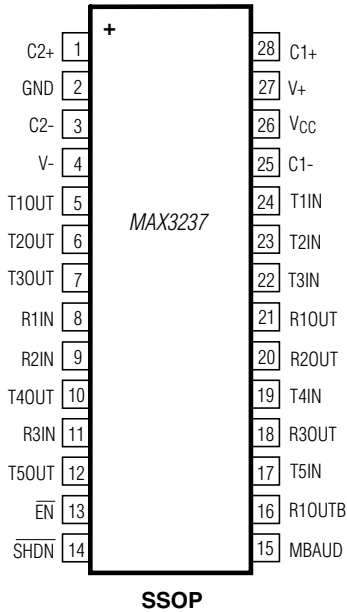 +
C2+ 1 28 C1+
GND 2 27 V+
C2- 3 26 VCC
V- 4 25 C1-
T1OUT 5 24 T1IN
MAX3237
T2OUT 6 23 T2IN
T3OUT 7 22 T3IN
R1IN 8 21 R1OUT
R2IN 9 20 R2OUT
T4OUT 10 19 T4IN
R3IN 11 18 R3OUT
T5OUT 12 17 T5IN
E̅N̅ 13 16 R1OUTB
S̅H̅D̅N̅ 14 15 MBAUD
SSOP